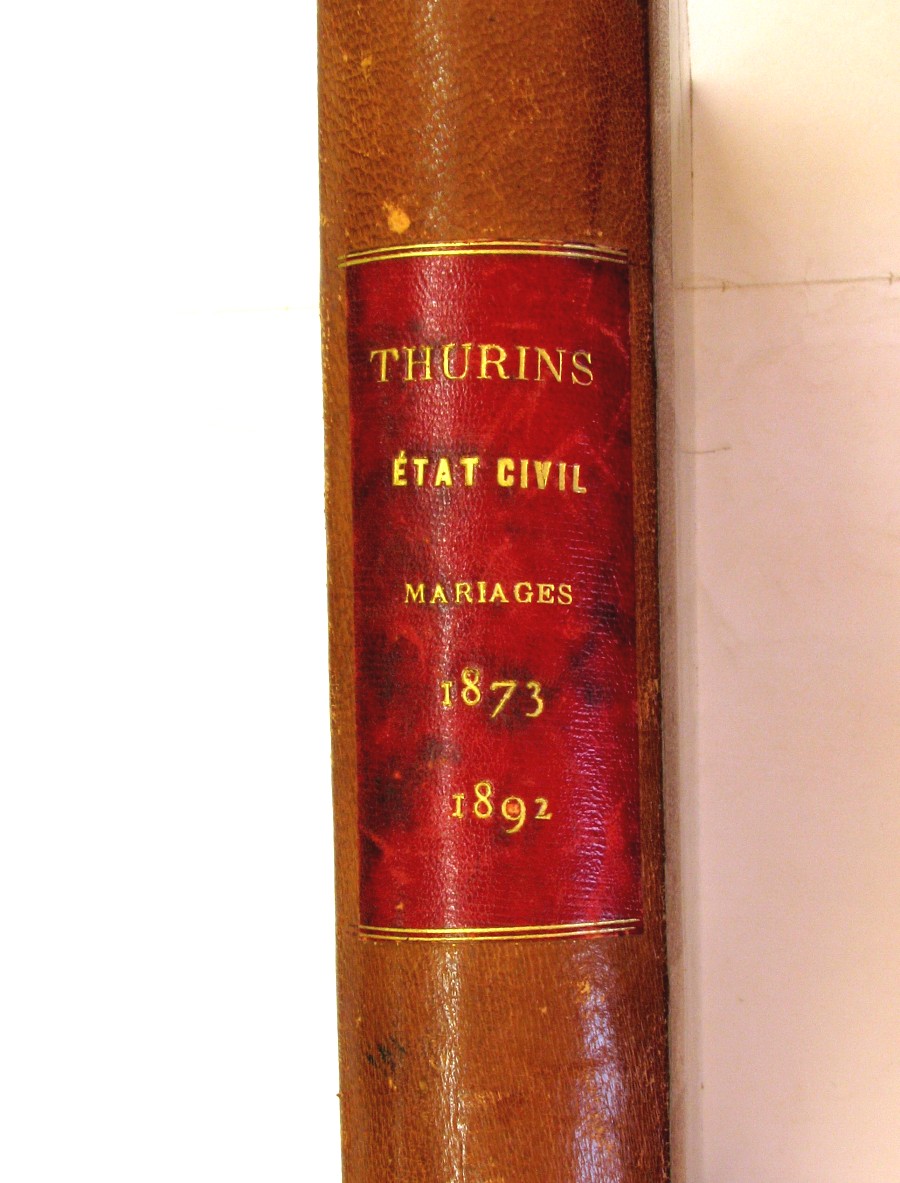 THURINS
ÉTAT CIVIL
MARIAGES
1873
1892